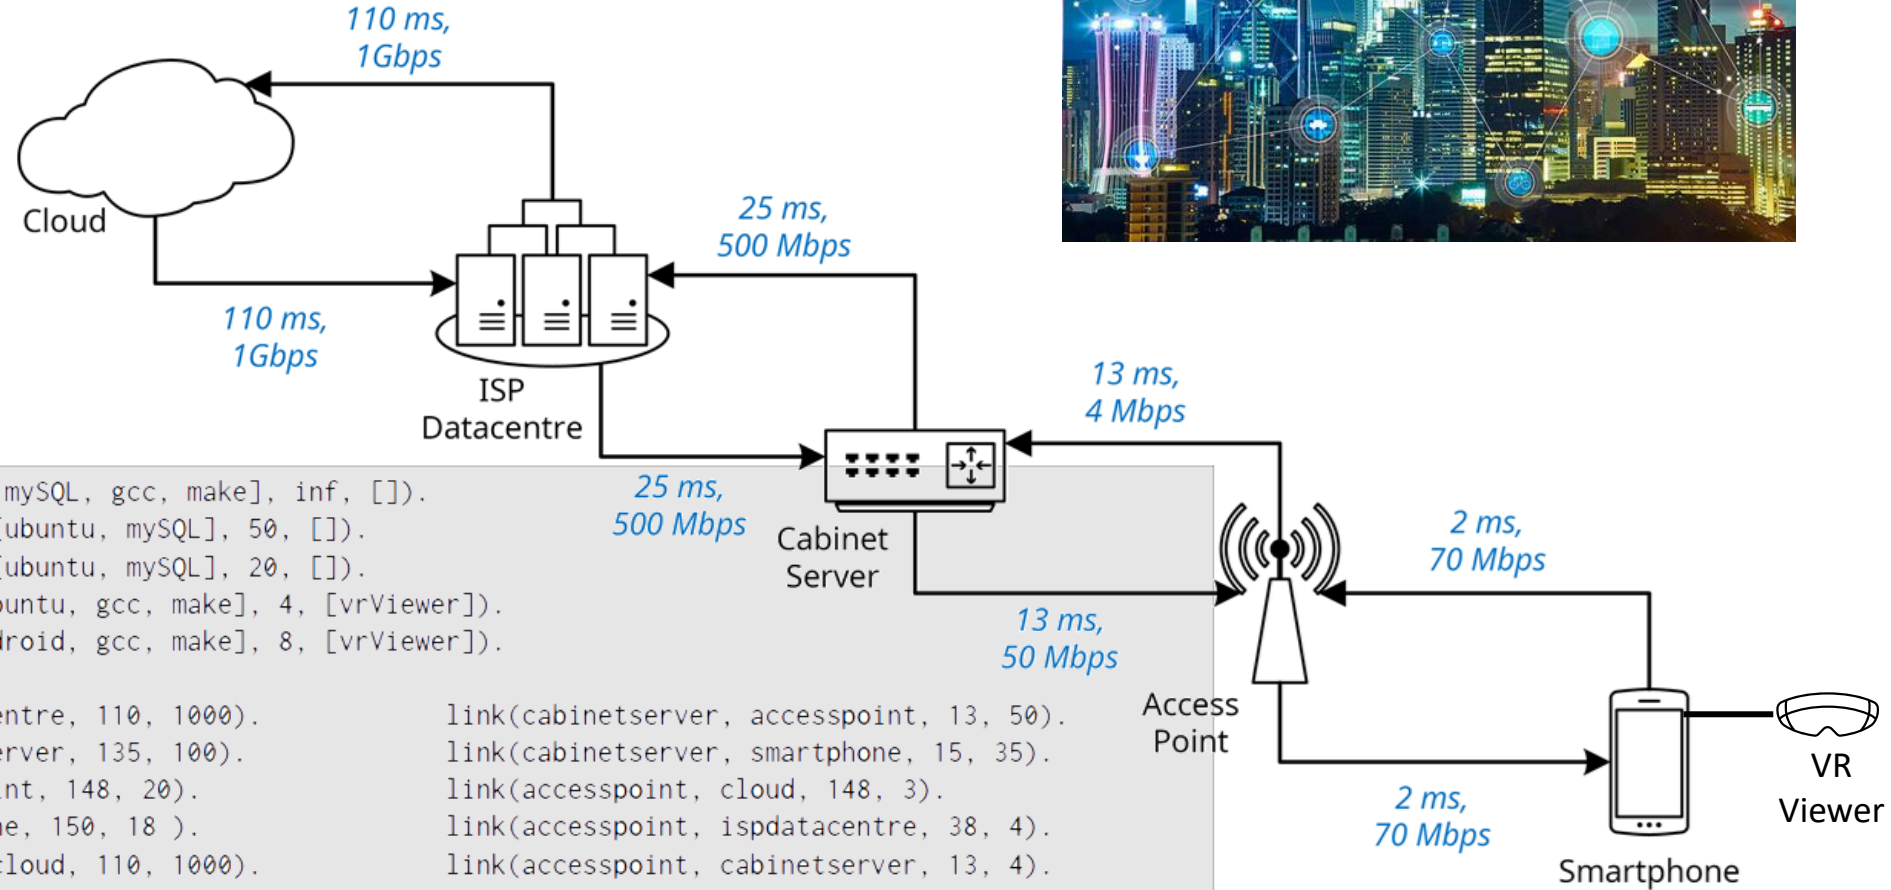 110 ms,
1Gbps
Cloud
110 ms,
1Gbps
25 ms,
500 Mbps
ISP
Datacentre
25 ms,
500 Mbps
13 ms,
4 Mbps
Cabinet
Server
13 ms,
50 Mbps
2 ms,
70 Mbps
Access
Point
2 ms,
70 Mbps
Smartphone
VR
Viewer
mySQL, gcc, make], inf, []).
[ubuntu, mySQL], 50, []).
[ubuntu, mySQL], 20, []).
untu, gcc, make], 4, [vrViewer]).
droid, gcc, make], 8, [vrViewer]).
entre, 110, 1000).
erver, 135, 100).
int, 148, 20).
ne, 150, 18 ).
cloud, 110, 1000).
link(cabinetserver, accesspoint, 13, 50).
link(cabinetserver, smartphone, 15, 35).
link(accesspoint, cloud, 148, 3).
link(accesspoint, ispdatacentre, 38, 4).
link(accesspoint, cabinetserver, 13, 4).